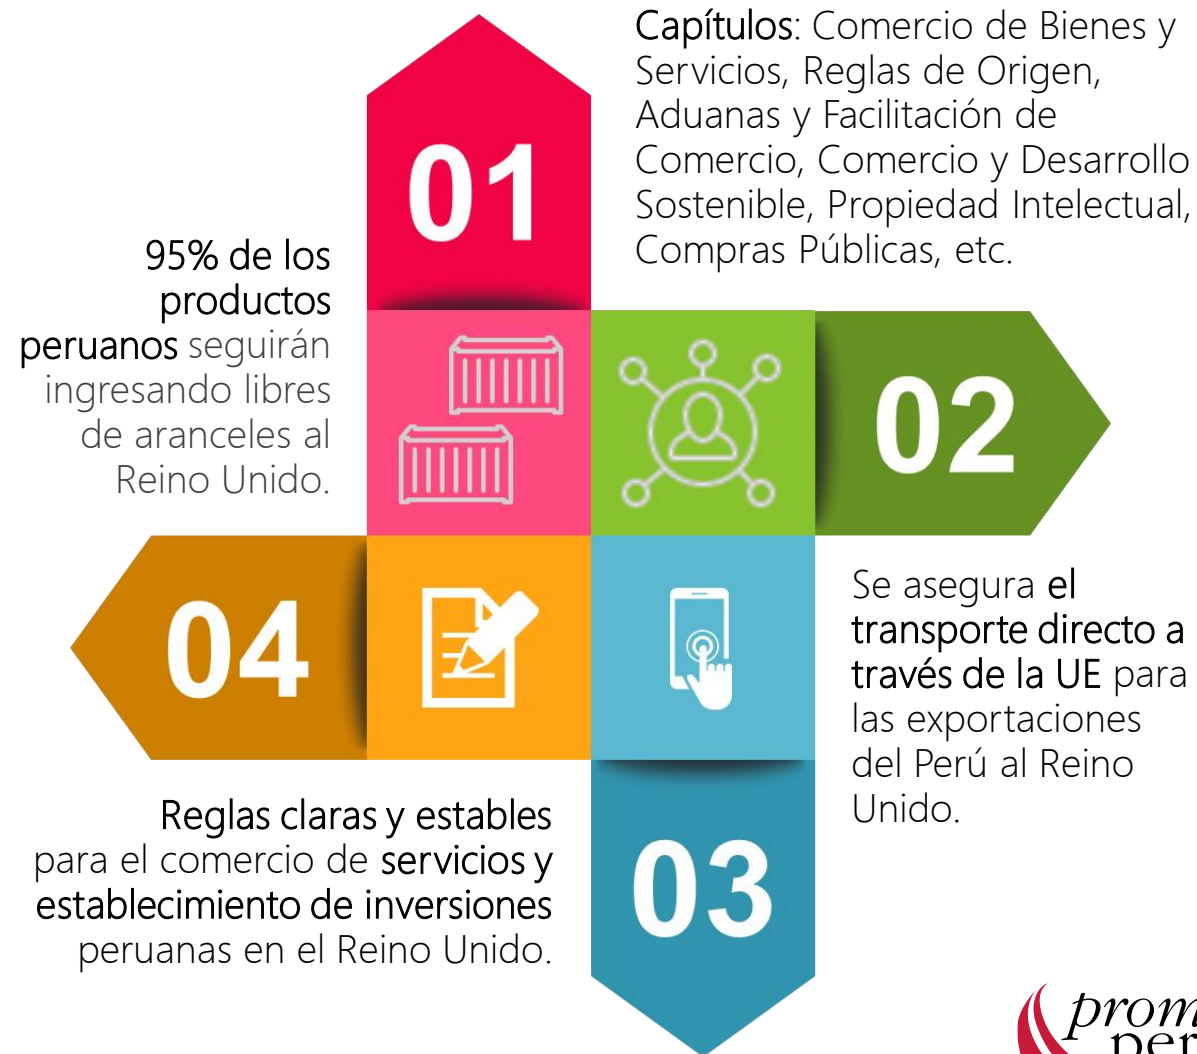 01
95% de los
productos
peruanos seguirán
ingresando libres
de aranceles al
Reino Unido.
Capítulos: Comercio de Bienes y
Servicios, Reglas de Origen,
Aduanas y Facilitación de
Comercio, Comercio y Desarrollo
Sostenible, Propiedad Intelectual,
Compras Públicas, etc.
02
Se asegura el
transporte directo a
través de la UE para
las exportaciones
del Perú al Reino
Unido.
03
04
Reglas claras y estables
para el comercio de servicios y
establecimiento de inversiones
peruanas en el Reino Unido.